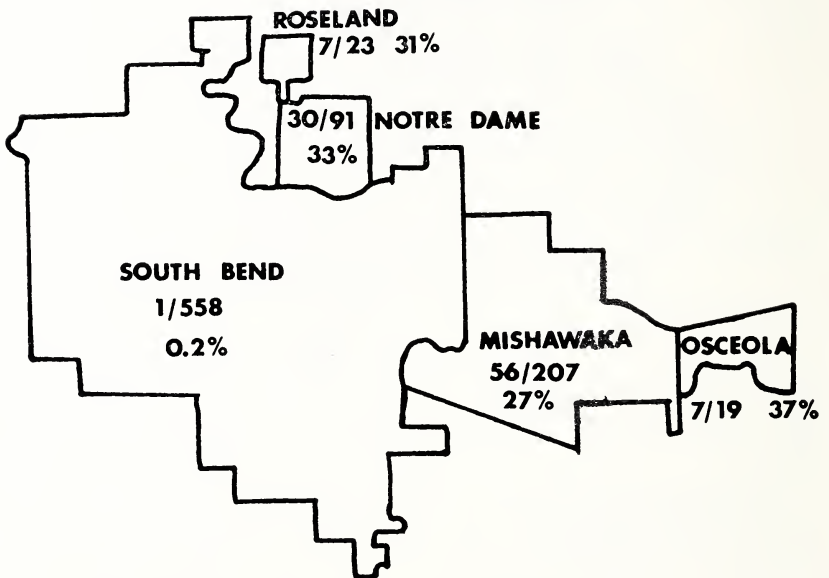 ROSELAND
7/23 31%
30/91 NOTRE DAME
33%
SOUTH BEND
1/558
0.2%
MISHAWAKA
56/207
27%
OSCEOLA
7/19 37%